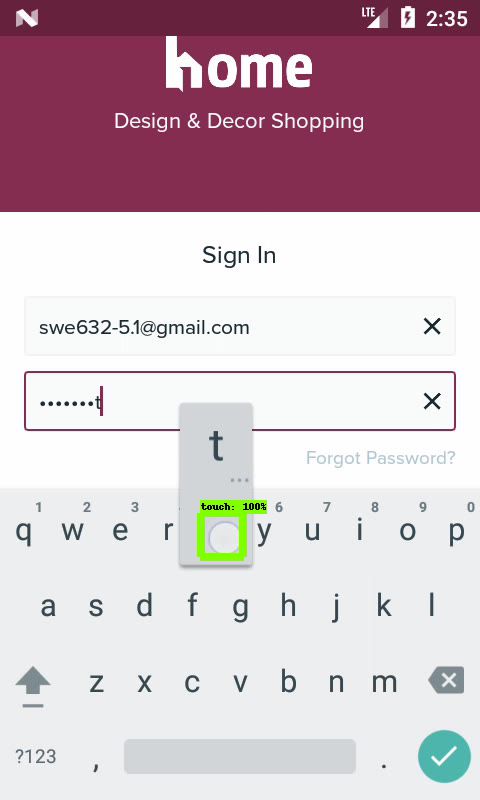 LTE 2:35
home
Design & Decor Shopping
Sign In
swe632-5.1@gmail.com
•••••••t
t
Forgot Password?
...
touch: 100%
1 2 3 6 7 8 9 0
q w e r y u i o p
a s d f g h j k l
z x c v b n m
?123 , .